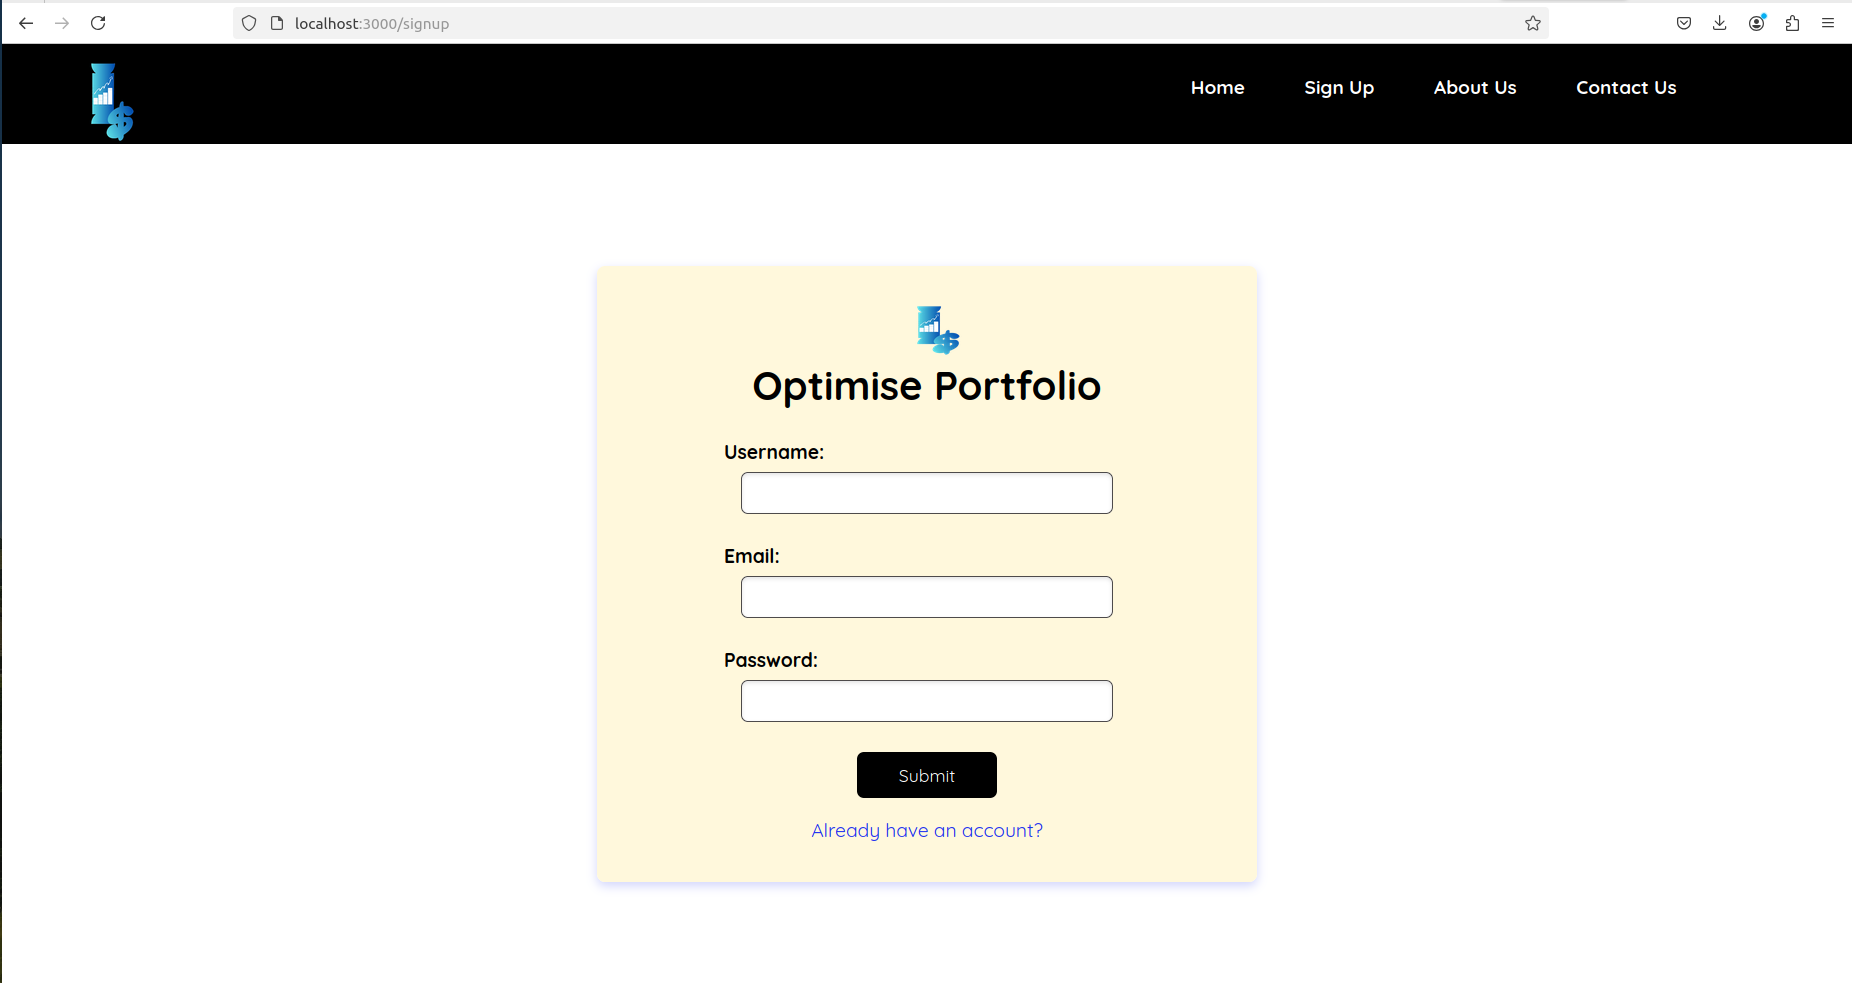 localhost:3000/signup
Home Sign Up About Us Contact Us
$
$
Optimise Portfolio
Username:
Email:
Password:
Submit
Already have an account?